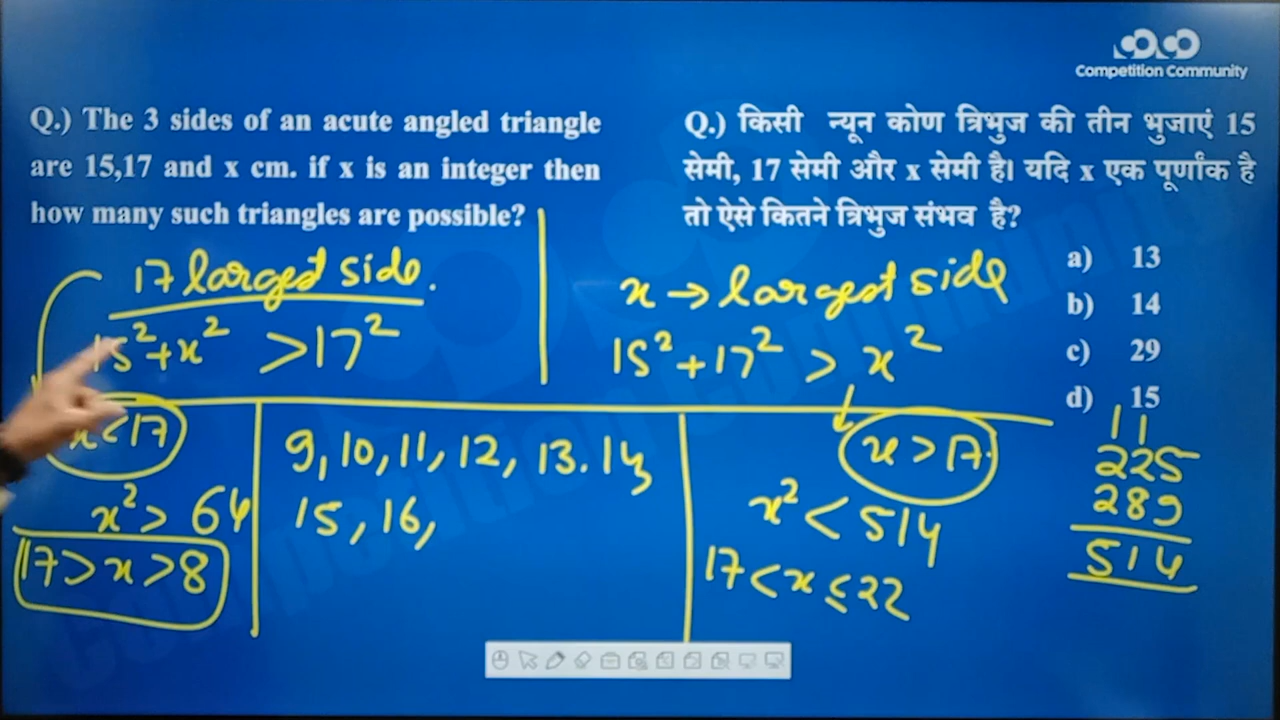 Competition Community
Q.) The 3 sides of an acute angled triangle
are 15,17 and x cm. if x is an integer then
how many such triangles are possible?
Q.) किसी न्यून कोण त्रिभुज की तीन भुजाएं 15
सेमी, 17 सेमी और x सेमी है। यदि x एक पूर्णांक है
तो ऐसे कितने त्रिभुज संभव है?
a) 13
b) 14
c) 29
d) 15
17 largest side.
15² + x² > 17²
x < 17
x² > 64
17 > x > 8
9, 10, 11, 12, 13. 14,
15, 16,
x → largest side
15² + 17² > x²
x > 17.
x² < 514
17 < x ≤ 22
11
225
289
514